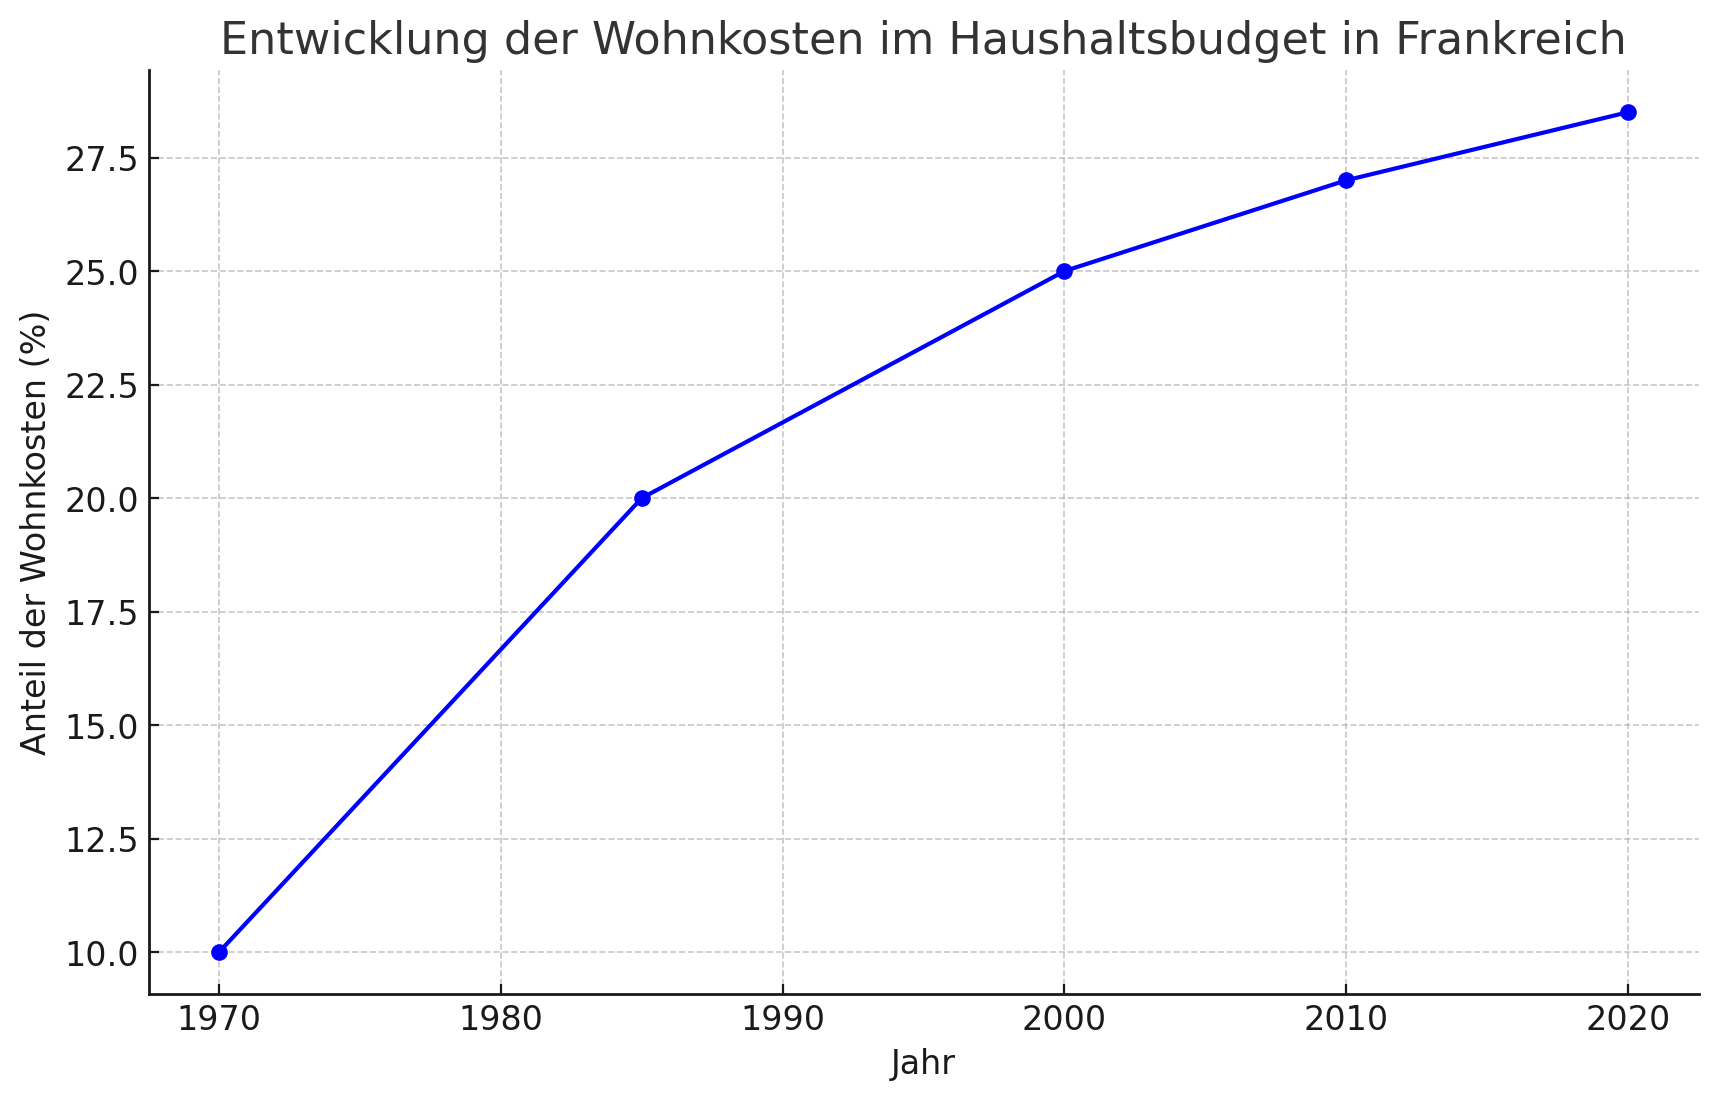 Entwicklung der Wohnkosten im Haushaltsbudget in Frankreich
Anteil der Wohnkosten (%)
27.5
25.0
22.5
20.0
17.5
15.0
12.5
10.0
1970 1980 1990 2000 2010 2020
Jahr